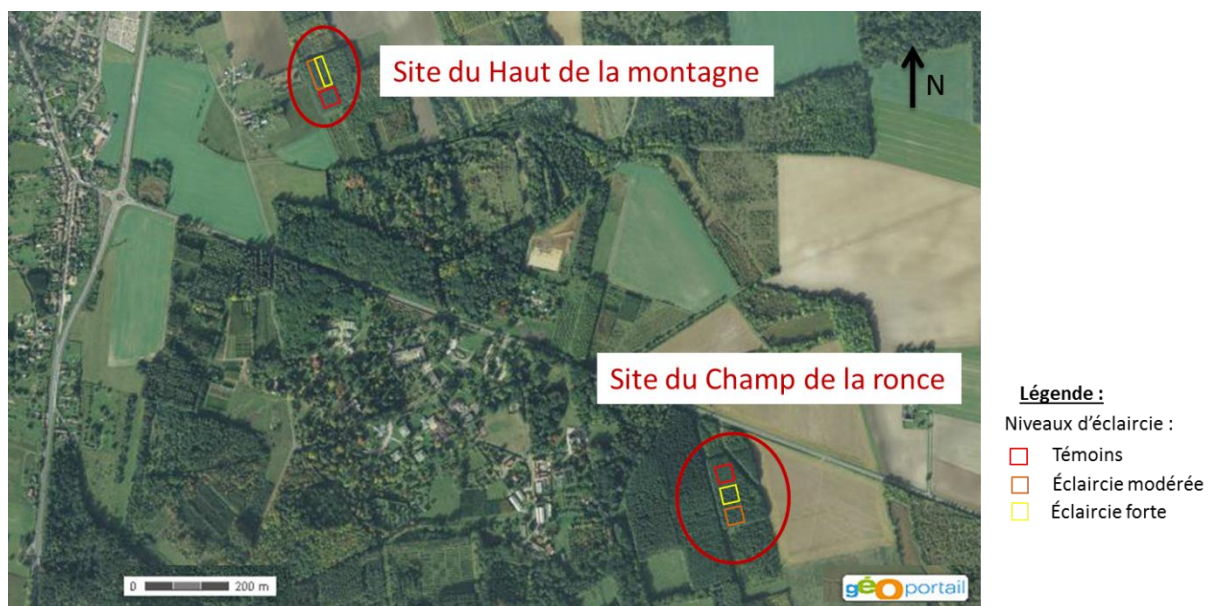 Site du Haut de la montagne
N
Site du Champ de la ronce
Légende :
Niveaux d'éclaircie :
Témoins
Éclaircie modérée
Éclaircie forte
0 200 m
géoportail